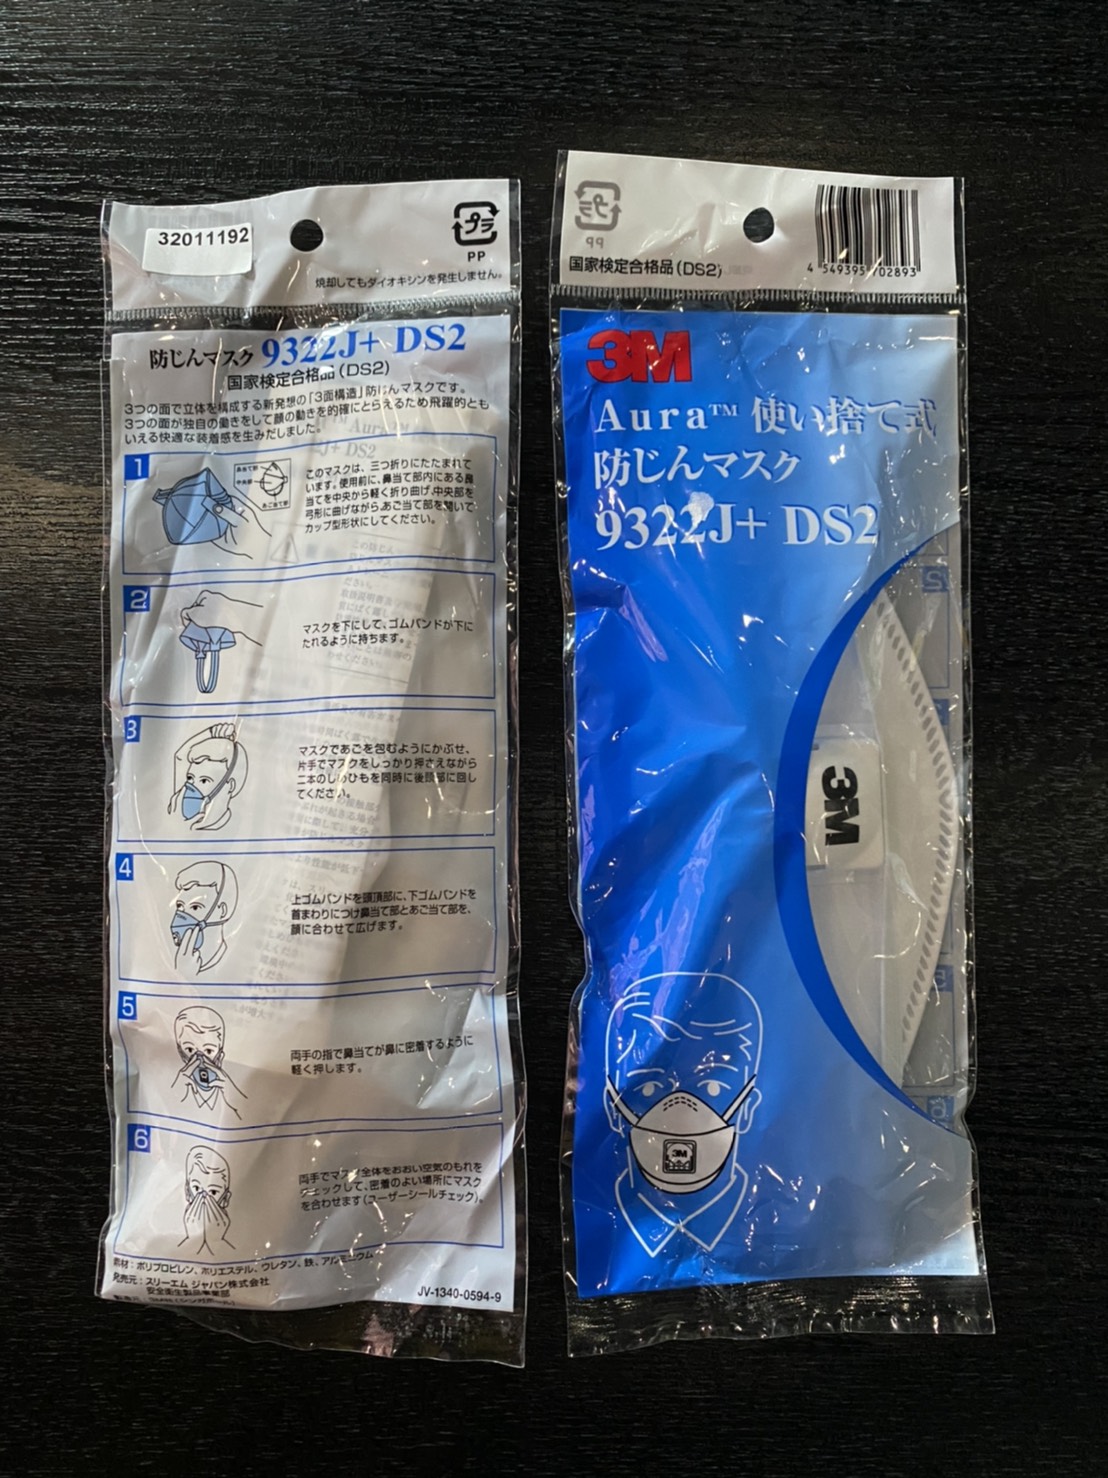 32011192
プラ
PP
焼却してもダイオキシンを発生しません。
防じんマスク 9322J+ DS2
国家検定合格品(DS2)
3つの面で立体を構成する新発想の「3面構造」防じんマスクです。
3つの面が独自の働きをして顔の動きを的確にとらえるため飛躍的とも
いえる快適な装着感を生みだしました。
1
鼻当て部
中央部
あご当て部
このマスクは、三つ折りにたたまれて
います。使用前に、鼻当て部内にある鼻
当てを中央から軽く折り曲げ、中央部を
弓形に曲げながら、あご当て部を開いて
カップ型形状にしてください。
2
マスクを下にして、ゴムバンドが下に
たれるように持ちます。
3
マスクであごを包むようにかぶせ、
片手でマスクをしっかり押さえながら
二本のしめひもを同時に後頭部に回し
てください。
4
上ゴムバンドを頭頂部に、下ゴムバンドを
首まわりにつけ鼻当て部とあご当て部を、
顔に合わせて広げます。
5
両手の指で鼻当てが鼻に密着するように
軽く押します。
6
両手でマスク全体をおおい空気のもれを
チェックして、密着のよい場所にマスク
を合わせます(ユーザーシールチェック)。
素材：ポリプロピレン、ポリエステル、ウレタン、鉄、アルミニウム
発売元：スリーエム ジャパン株式会社
安全衛生製品事業部
JV-1340-0594-9
プラ
PP
国家検定合格品(DS2)
4 549395 702893
3M
Aura™ 使い捨て式
防じんマスク
9322J+ DS2
3M
3M